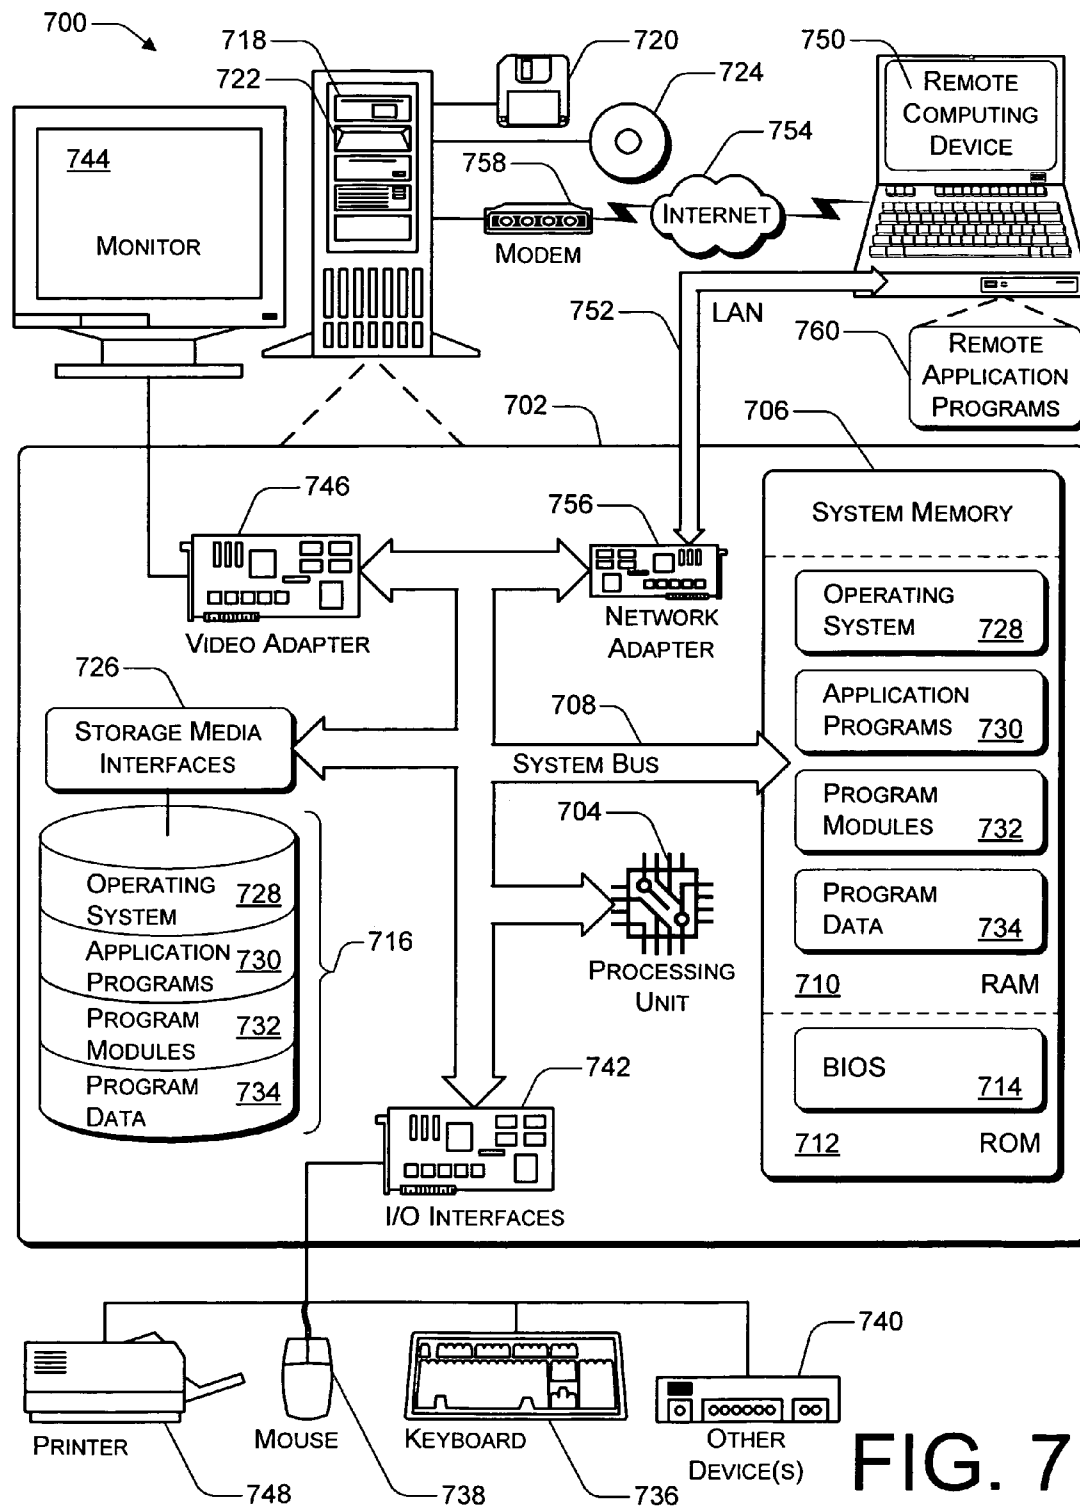 700
718
722
720
724
750
REMOTE
COMPUTING
DEVICE
744
MONITOR
758
754
INTERNET
MODEM
752
LAN
760
REMOTE
APPLICATION
PROGRAMS
702
706
746
756
SYSTEM MEMORY
VIDEO ADAPTER
NETWORK
ADAPTER
OPERATING
SYSTEM 728
726
STORAGE MEDIA
INTERFACES
708
SYSTEM BUS
APPLICATION
PROGRAMS 730
PROGRAM
MODULES 732
704
PROCESSING
UNIT
PROGRAM
DATA 734
710 RAM
OPERATING
SYSTEM 728
APPLICATION
PROGRAMS 730
PROGRAM
MODULES 732
PROGRAM
DATA 734
716
BIOS 714
712 ROM
742
I/O INTERFACES
740
PRINTER
MOUSE
KEYBOARD
OTHER
DEVICE(S)
748
738
736
FIG. 7